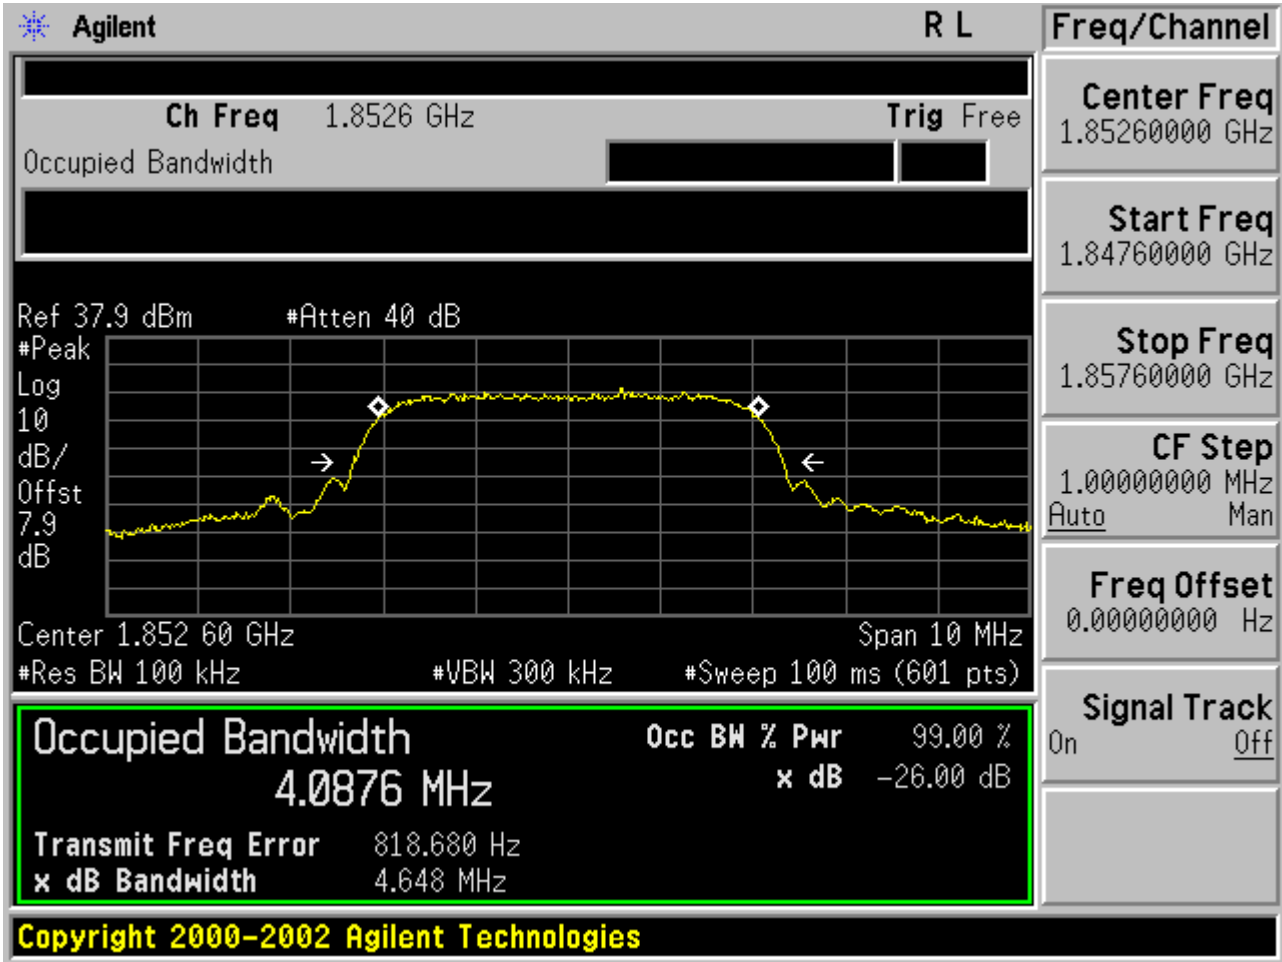 Agilent
R L
Ch Freq 1.8526 GHz
Trig Free
Occupied Bandwidth
Ref 37.9 dBm #Atten 40 dB
#Peak
Log
10
dB/
Offst
7.9
dB
Center 1.852 60 GHz
Span 10 MHz
#Res BW 100 kHz #VBW 300 kHz #Sweep 100 ms (601 pts)
Occupied Bandwidth
4.0876 MHz
Occ BW % Pwr 99.00 %
x dB -26.00 dB
Transmit Freq Error 818.680 Hz
x dB Bandwidth 4.648 MHz
Copyright 2000-2002 Agilent Technologies
Freq/Channel
Center Freq
1.85260000 GHz
Start Freq
1.84760000 GHz
Stop Freq
1.85760000 GHz
CF Step
1.00000000 MHz
Auto Man
Freq Offset
0.00000000 Hz
Signal Track
On Off